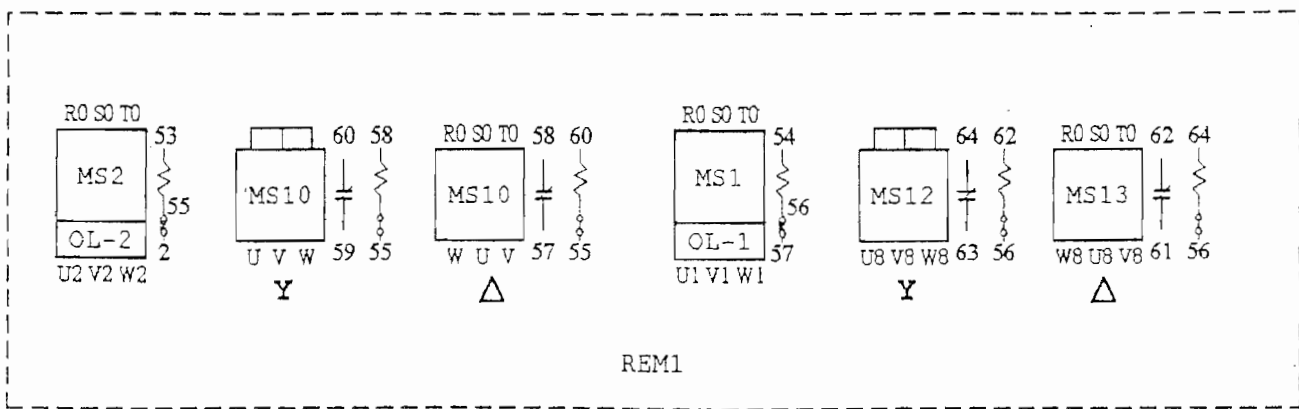 R0 S0 T0
53
MS2
55
OL-2
2
U2 V2 W2
60
58
MS10
U V W
59
55
Y
R0 S0 T0
58
60
MS10
W U V
57
55
△
R0 S0 T0
54
MS1
56
OL-1
57
U1 V1 W1
64
62
MS12
U8 V8 W8
63
56
Y
R0 S0 T0
62
64
MS13
W8 U8 V8
61
56
△
REM1